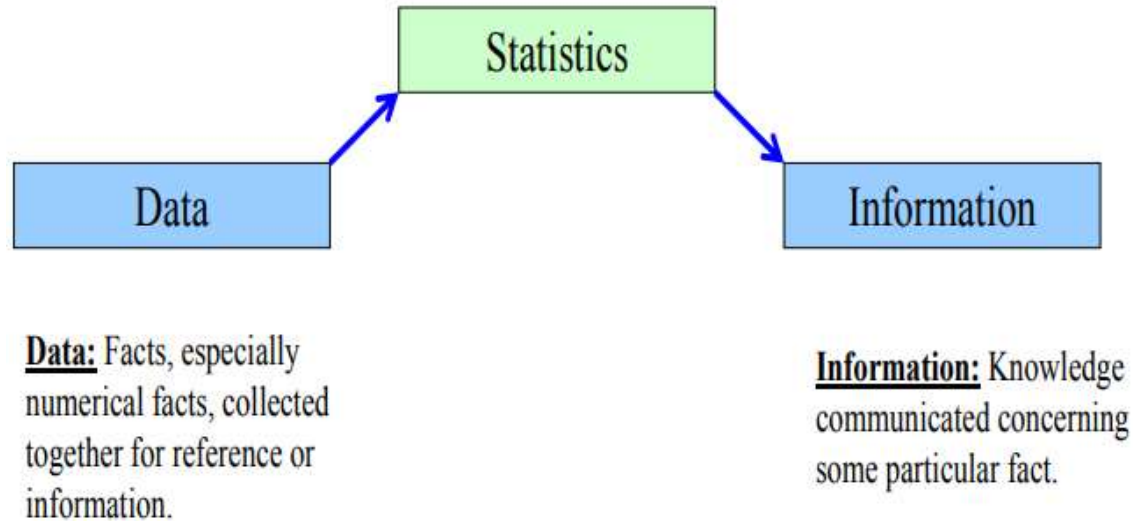 Statistics
Data
Information
Data: Facts, especially
numerical facts, collected
together for reference or
information.
Information: Knowledge
communicated concerning
some particular fact.